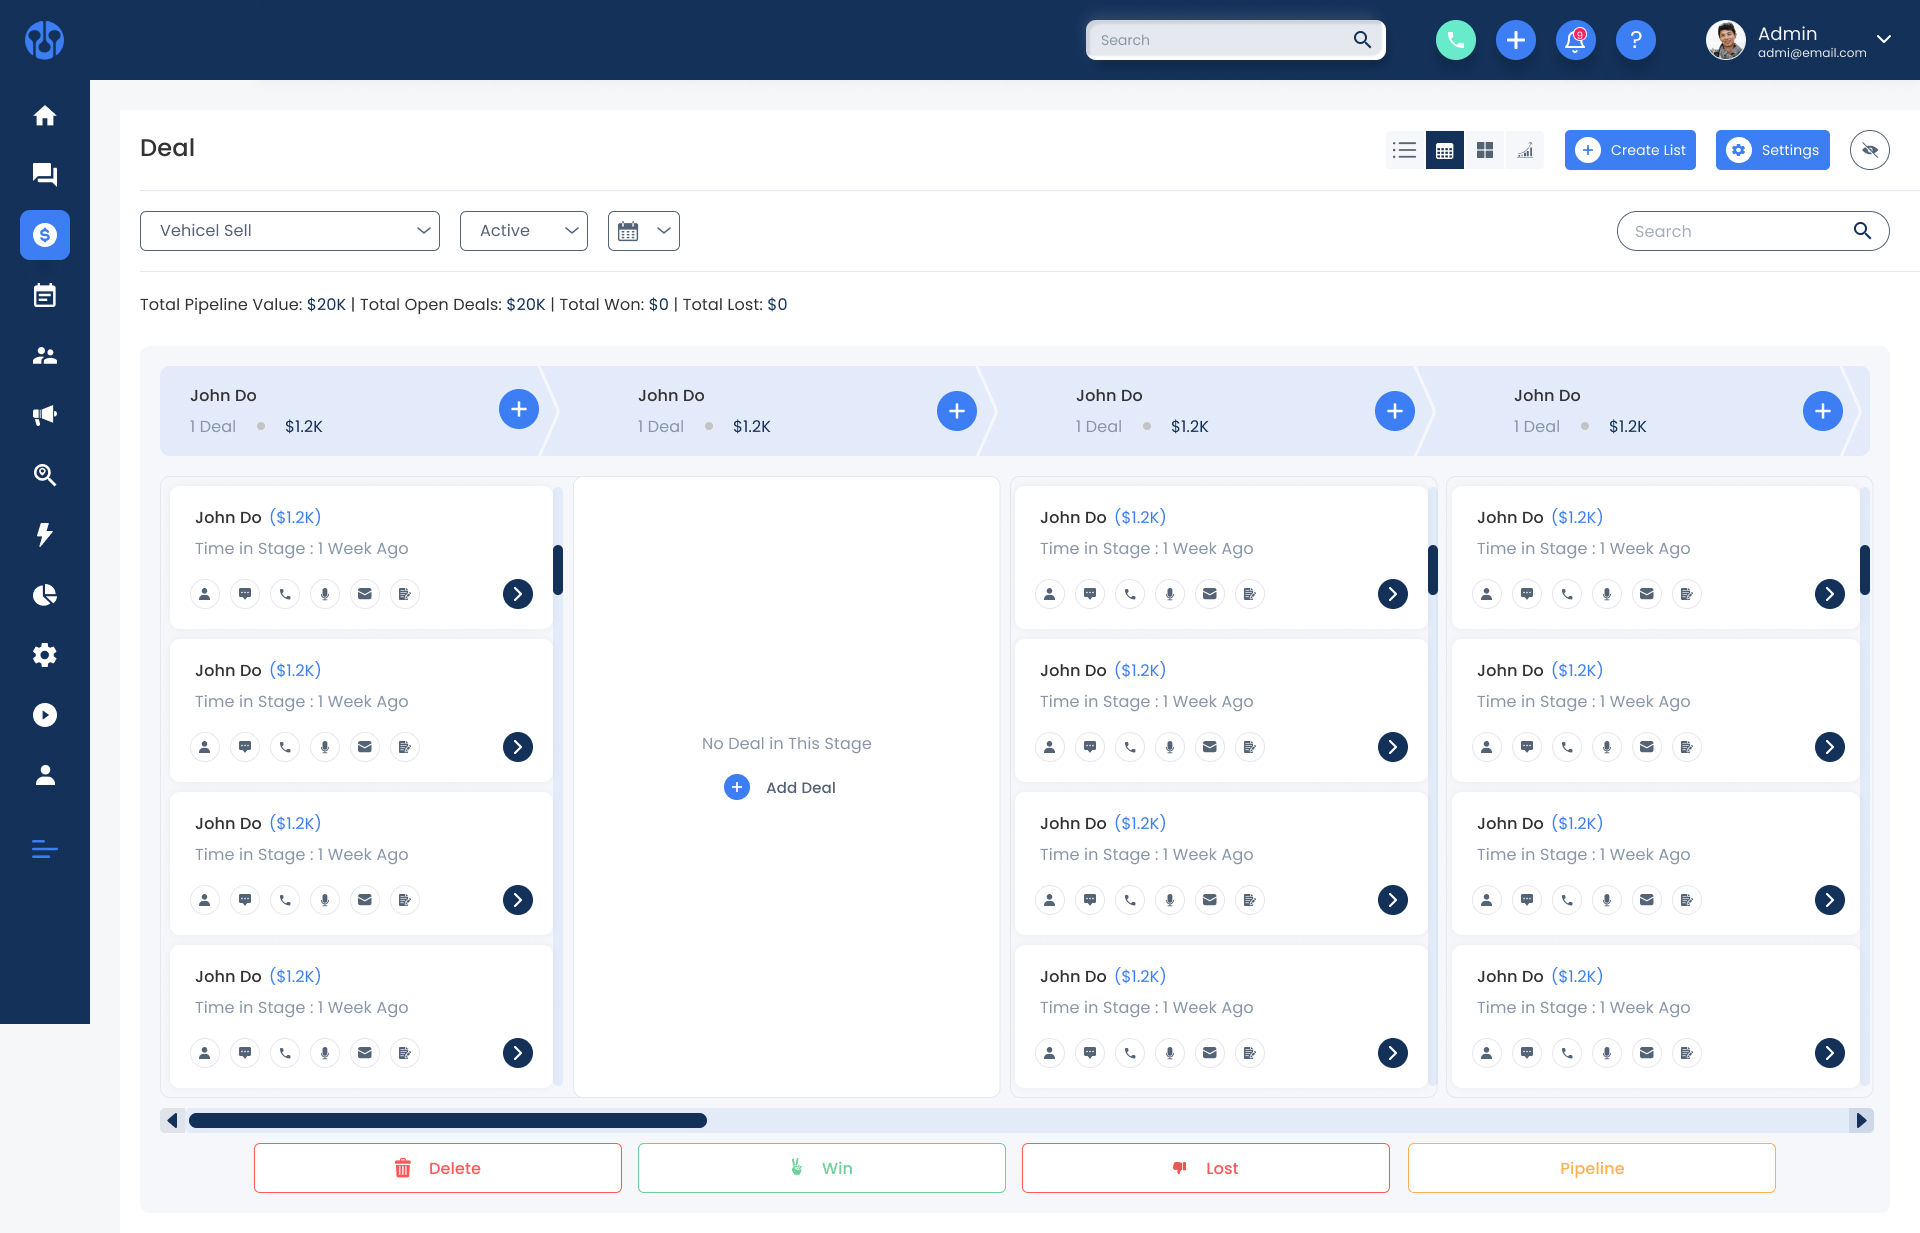 Search
9
?
Admin
admi@email.com
Deal
Create List
Settings
Vehicel Sell
Active
Search
Total Pipeline Value: $20K | Total Open Deals: $20K | Total Won: $0 | Total Lost: $0
John Do
1 Deal $1.2K
John Do
1 Deal $1.2K
John Do
1 Deal $1.2K
John Do
1 Deal $1.2K
John Do ($1.2K)
Time in Stage : 1 Week Ago
John Do ($1.2K)
Time in Stage : 1 Week Ago
John Do ($1.2K)
Time in Stage : 1 Week Ago
John Do ($1.2K)
Time in Stage : 1 Week Ago
No Deal in This Stage
Add Deal
John Do ($1.2K)
Time in Stage : 1 Week Ago
John Do ($1.2K)
Time in Stage : 1 Week Ago
John Do ($1.2K)
Time in Stage : 1 Week Ago
John Do ($1.2K)
Time in Stage : 1 Week Ago
John Do ($1.2K)
Time in Stage : 1 Week Ago
John Do ($1.2K)
Time in Stage : 1 Week Ago
John Do ($1.2K)
Time in Stage : 1 Week Ago
John Do ($1.2K)
Time in Stage : 1 Week Ago
Delete
Win
Lost
Pipeline